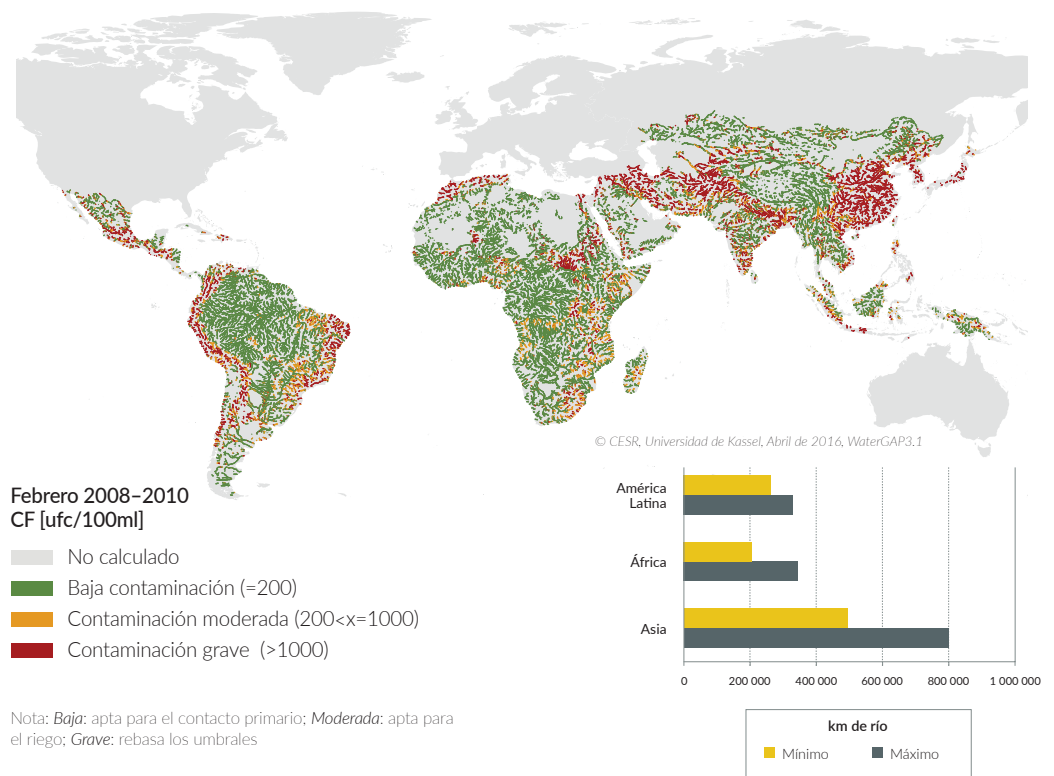 © CESR, Universidad de Kassel, Abril de 2016, WaterGAP3.1
Febrero 2008–2010
CF [ufc/100ml]
No calculado
Baja contaminación (=200)
Contaminación moderada (200<x=1000)
Contaminación grave (>1000)
Nota: Baja: apta para el contacto primario; Moderada: apta para
el riego; Grave: rebasa los umbrales
América
Latina
África
Asia
0 200 000 400 000 600 000 800 000 1 000 000
km de río
Mínimo Máximo